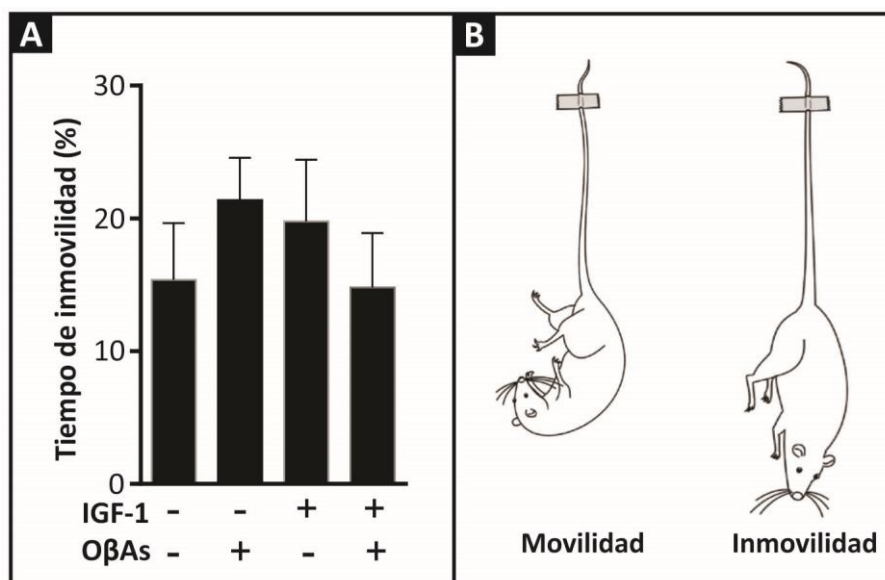 A
B
Tiempo de inmovilidad (%)
30
20
10
0
IGF-1 - - + +
OβAs - + - +
Movilidad
Inmovilidad